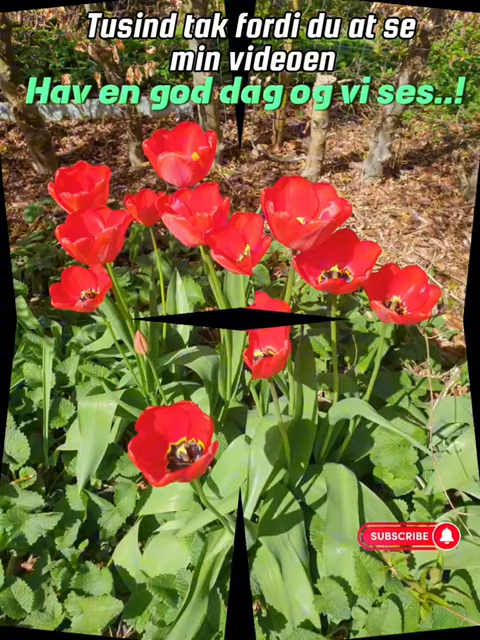 Tusind tak fordi du at se
min videoen
Hav en god dag og vi ses..!
SUBSCRIBE